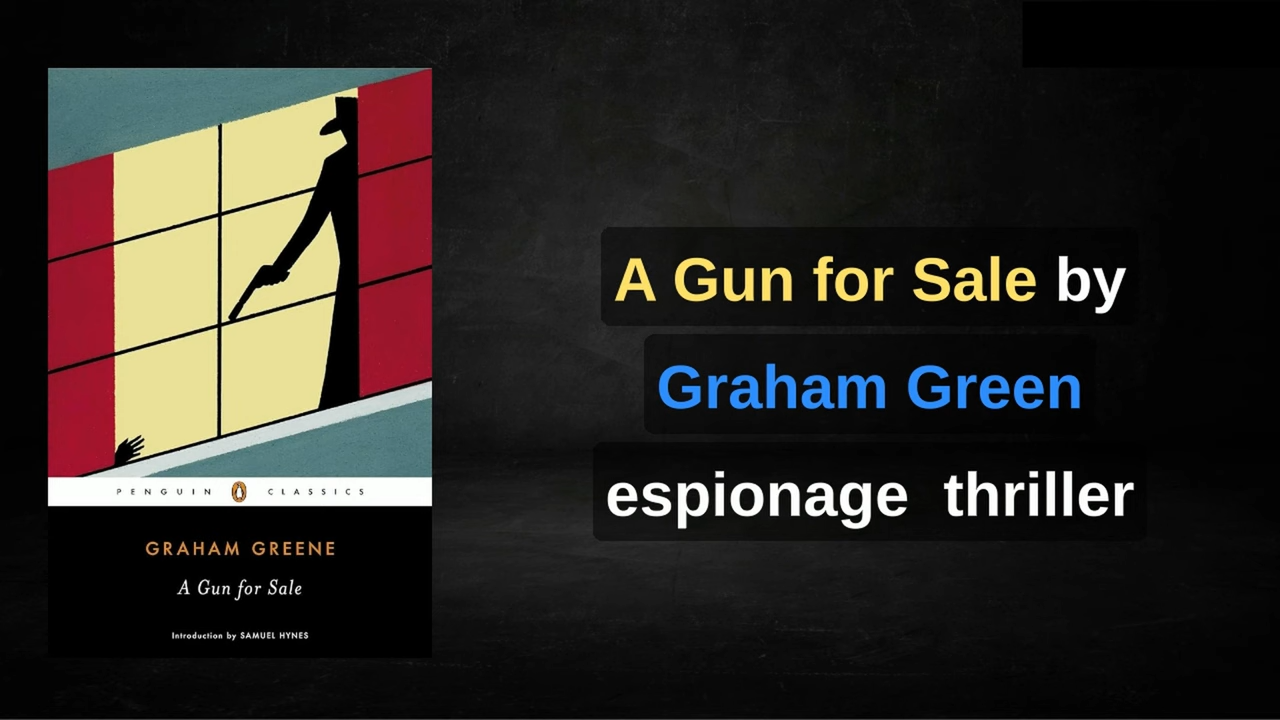 PENGUIN CLASSICS
GRAHAM GREENE
A Gun for Sale
Introduction by SAMUEL HYNES
A Gun for Sale by
Graham Green
espionage thriller